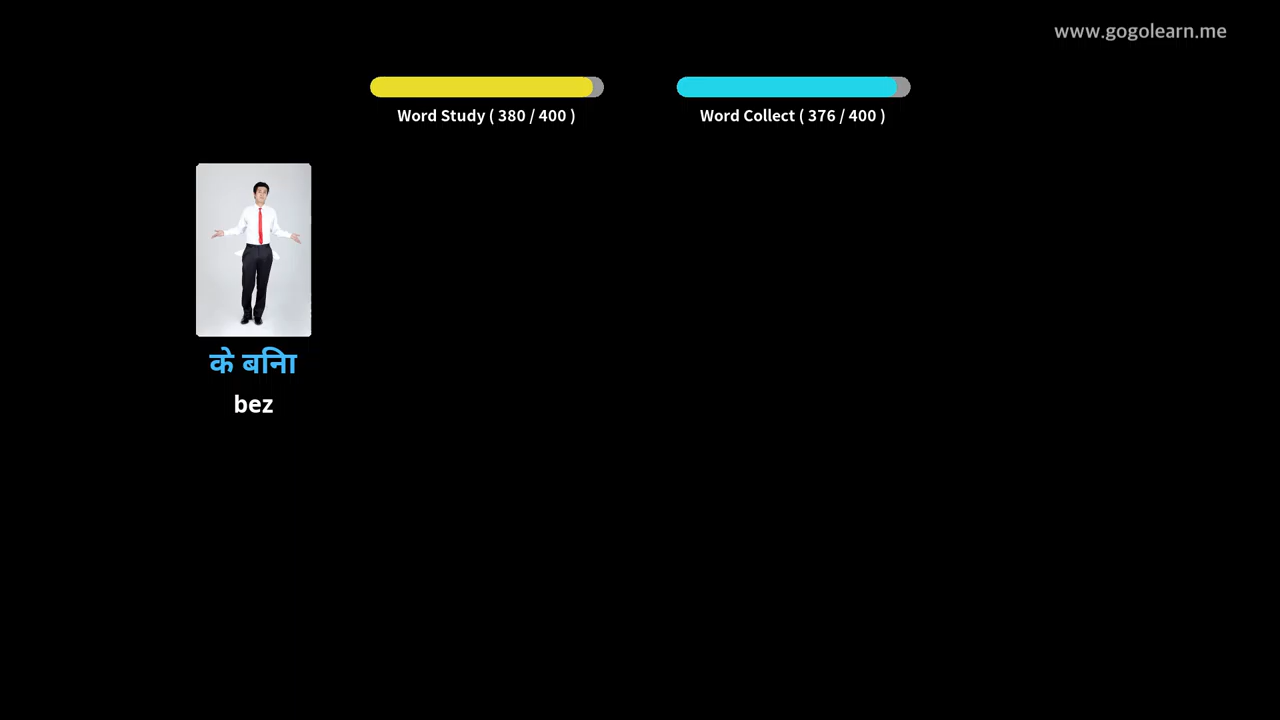 www.gogolearn.me
Word Study ( 380 / 400 )
Word Collect ( 376 / 400 )
के बिना
bez